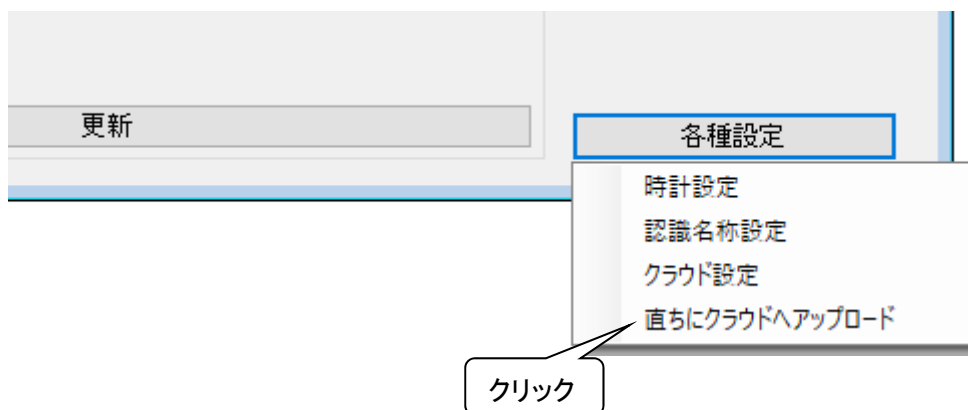 更新
各種設定
時計設定
認識名称設定
クラウド設定
直ちにクラウドへアップロード
クリック